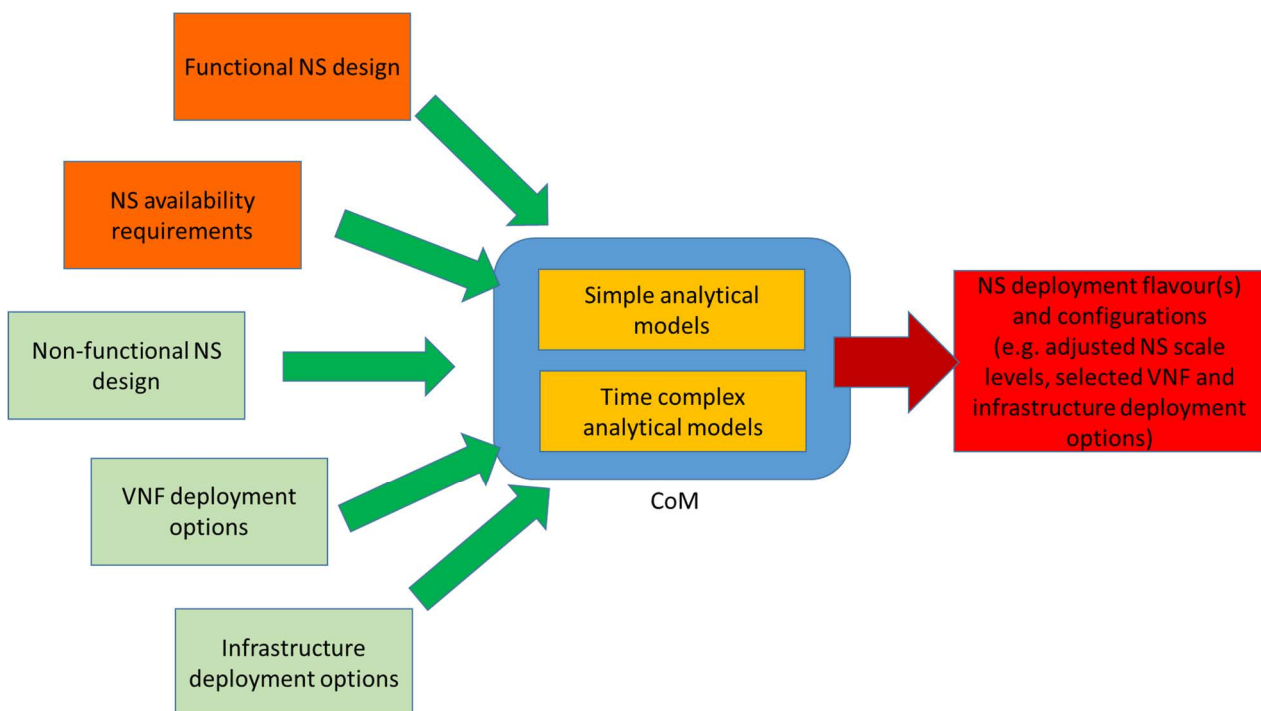 Functional NS design
NS availability
requirements
Non-functional NS
design
VNF deployment
options
Infrastructure
deployment options
Simple analytical
models
Time complex
analytical models
CoM
NS deployment flavour(s)
and configurations
(e.g. adjusted NS scale
levels, selected VNF and
infrastructure deployment
options)